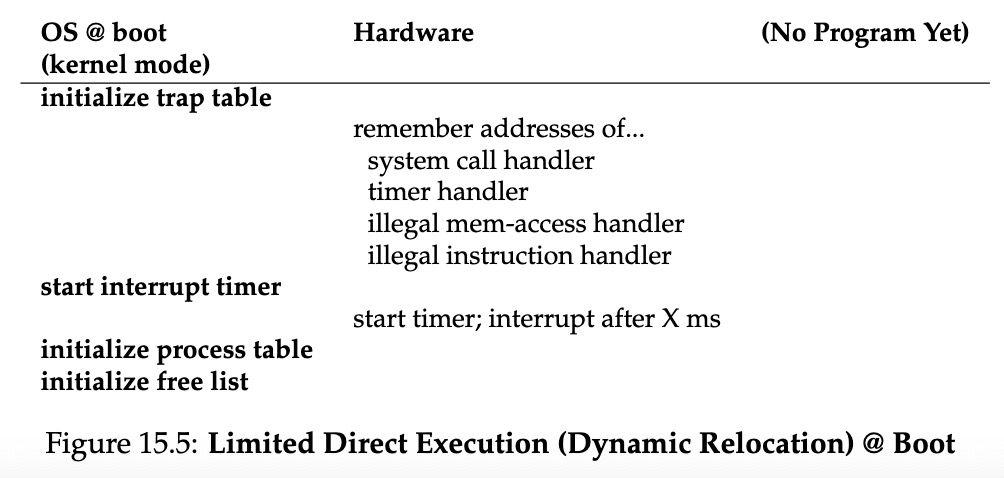 OS @ boot Hardware (No Program Yet)
(kernel mode)
initialize trap table
remember addresses of...
system call handler
timer handler
illegal mem-access handler
illegal instruction handler
start interrupt timer
start timer; interrupt after X ms
initialize process table
initialize free list
Figure 15.5: Limited Direct Execution (Dynamic Relocation) @ Boot